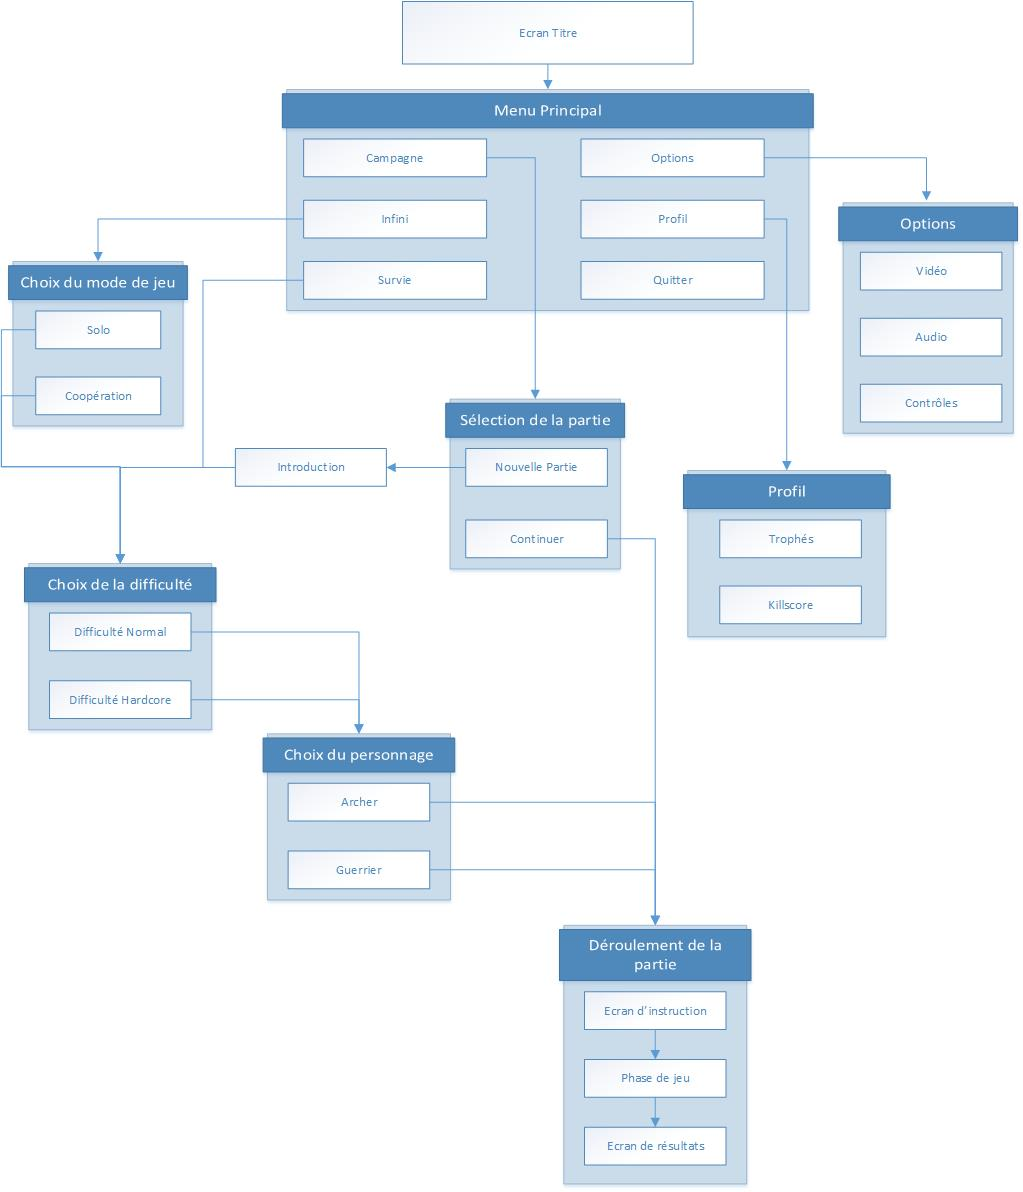 Ecran Titre
Menu Principal
Campagne
Options
Infini
Profil
Survie
Quitter
Options
Vidéo
Audio
Contrôles
Choix du mode de jeu
Solo
Coopération
Sélection de la partie
Nouvelle Partie
Continuer
Introduction
Profil
Trophés
Killscore
Choix de la difficulté
Difficulté Normal
Difficulté Hardcore
Choix du personnage
Archer
Guerrier
Déroulement de la
partie
Ecran d'instruction
Phase de jeu
Ecran de résultats